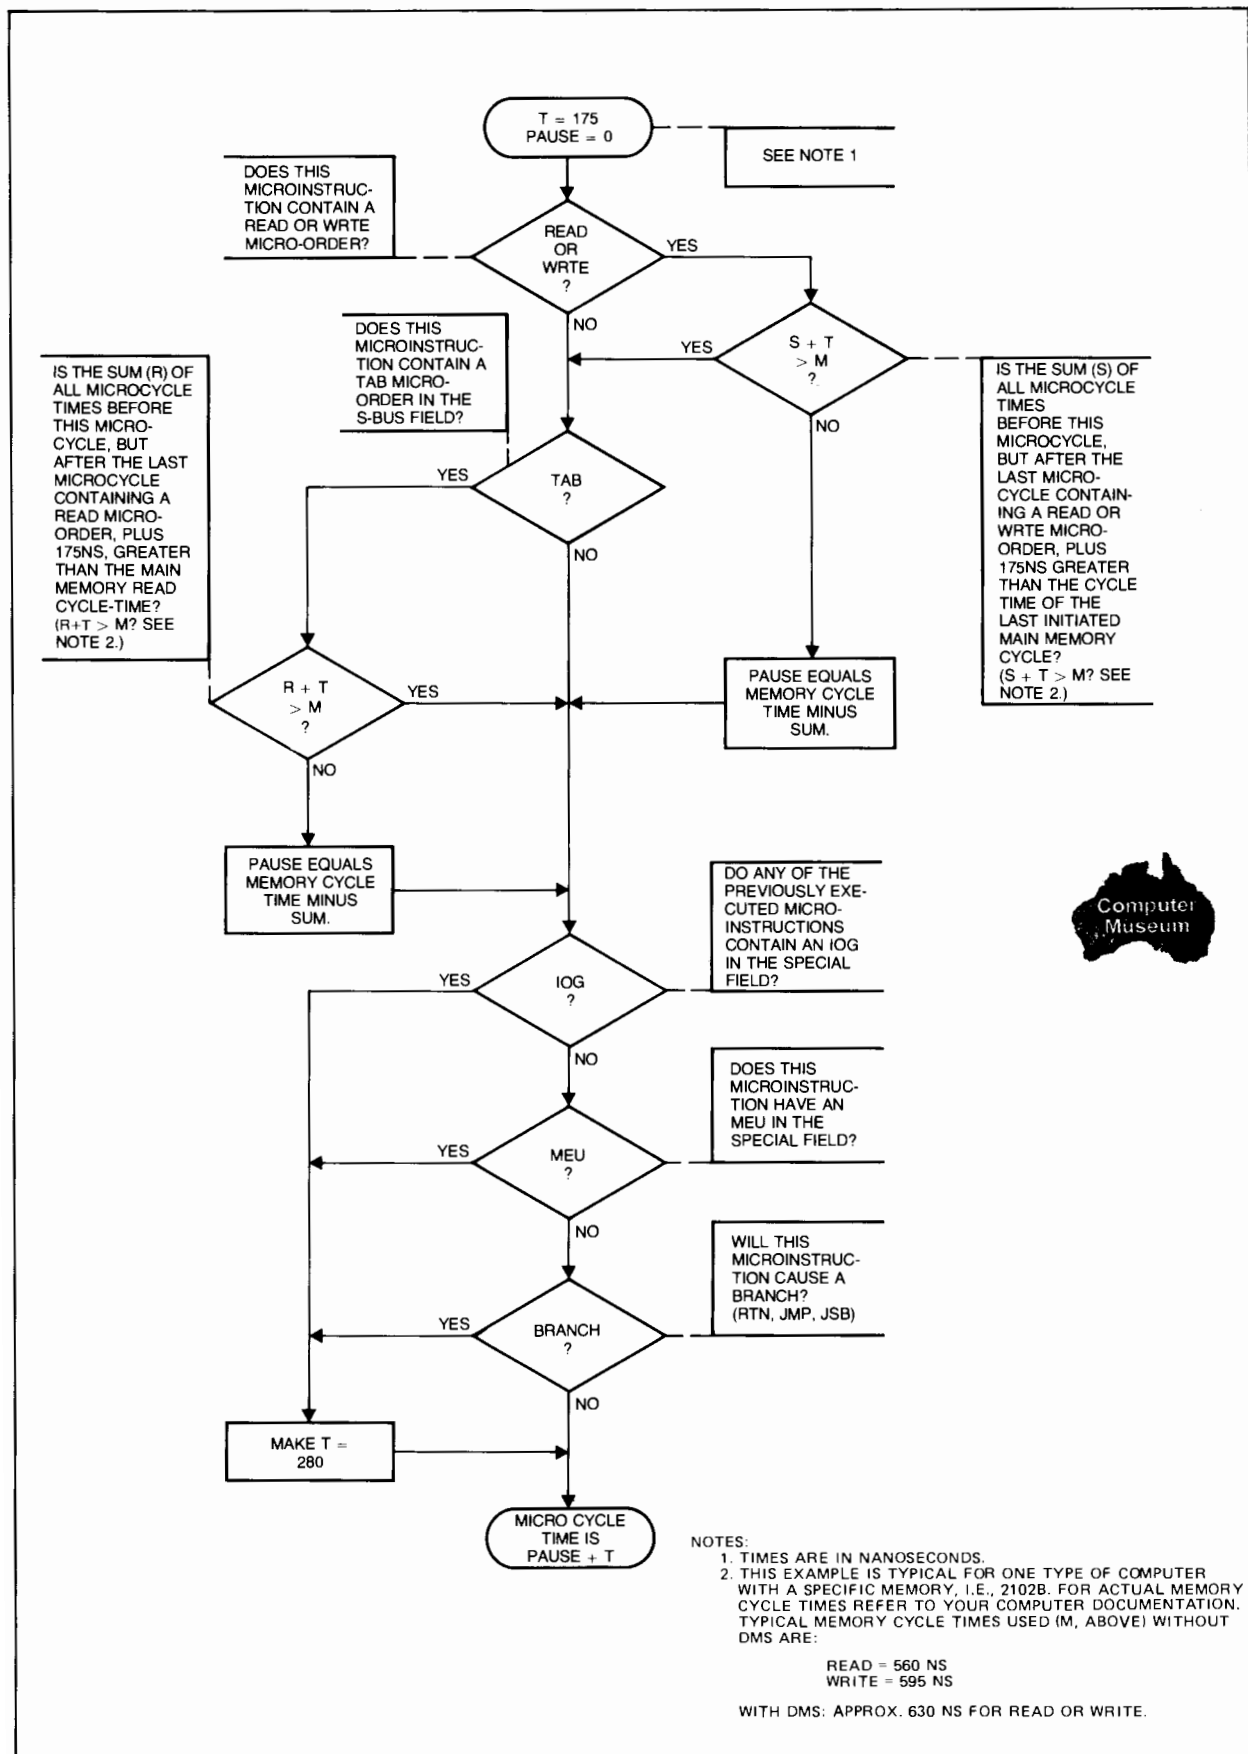 T = 175
PAUSE = 0
SEE NOTE 1
DOES THIS
MICROINSTRUC-
TION CONTAIN A
READ OR WRTE
MICRO-ORDER?
READ
OR
WRTE
?
YES
NO
DOES THIS
MICROINSTRUC-
TION CONTAIN A
TAB MICRO-
ORDER IN THE
S-BUS FIELD?
S + T
> M
?
YES
NO
IS THE SUM (R) OF
ALL MICROCYCLE
TIMES BEFORE
THIS MICRO-
CYCLE, BUT
AFTER THE LAST
MICROCYCLE
CONTAINING A
READ MICRO-
ORDER, PLUS
175NS, GREATER
THAN THE MAIN
MEMORY READ
CYCLE-TIME?
(R+T > M? SEE
NOTE 2.)
IS THE SUM (S) OF
ALL MICROCYCLE
TIMES
BEFORE THIS
MICROCYCLE,
BUT AFTER THE
LAST MICRO-
CYCLE CONTAIN-
ING A READ OR
WRTE MICRO-
ORDER, PLUS
175NS GREATER
THAN THE CYCLE
TIME OF THE
LAST INITIATED
MAIN MEMORY
CYCLE?
(S + T > M? SEE
NOTE 2.)
TAB
?
YES
NO
R + T
> M
?
YES
NO
PAUSE EQUALS
MEMORY CYCLE
TIME MINUS
SUM.
PAUSE EQUALS
MEMORY CYCLE
TIME MINUS
SUM.
DO ANY OF THE
PREVIOUSLY EXE-
CUTED MICRO-
INSTRUCTIONS
CONTAIN AN IOG
IN THE SPECIAL
FIELD?
Computer
Museum
IOG
?
YES
NO
DOES THIS
MICROINSTRUC-
TION HAVE AN
MEU IN THE
SPECIAL FIELD?
MEU
?
YES
NO
WILL THIS
MICROINSTRUC-
TION CAUSE A
BRANCH?
(RTN, JMP, JSB)
BRANCH
?
YES
NO
MAKE T =
280
MICRO CYCLE
TIME IS
PAUSE + T
NOTES:
1. TIMES ARE IN NANOSECONDS.
2. THIS EXAMPLE IS TYPICAL FOR ONE TYPE OF COMPUTER
WITH A SPECIFIC MEMORY, I.E., 2102B. FOR ACTUAL MEMORY
CYCLE TIMES REFER TO YOUR COMPUTER DOCUMENTATION.
TYPICAL MEMORY CYCLE TIMES USED (M, ABOVE) WITHOUT
DMS ARE:
READ = 560 NS
WRITE = 595 NS
WITH DMS: APPROX. 630 NS FOR READ OR WRITE.